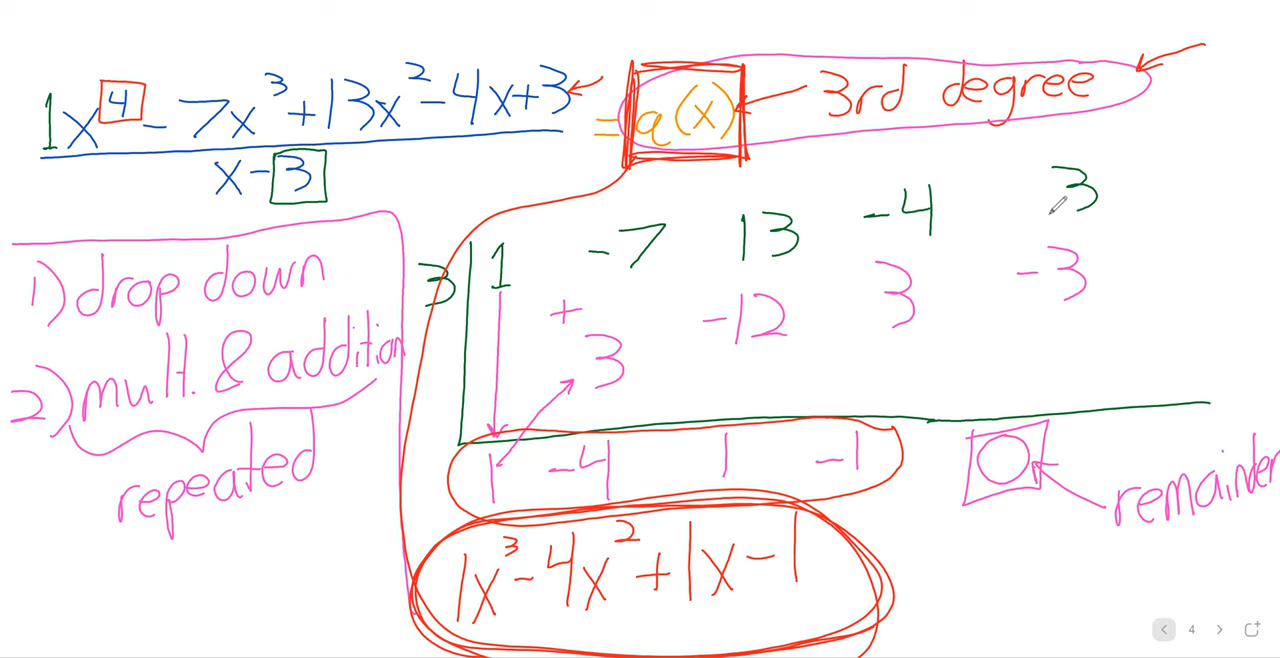 1x⁴ - 7x³ + 13x² - 4x + 3
x - 3
= a(x)
3rd degree
3 1 -7 13 -4 3
+ 3 -12 3 -3
1 -4 1 -1 0
remainder
1x³ - 4x² + 1x - 1
1) drop down
2) mult. & addition
repeated
4